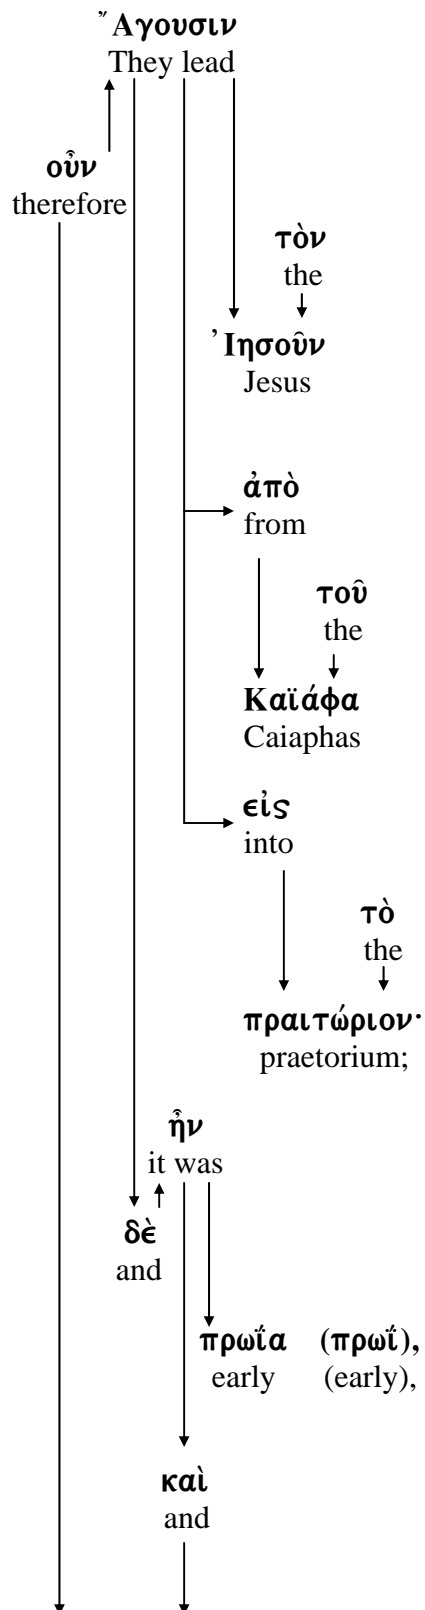 Ἄγουσιν
They lead
οὖν
therefore
τὸν
the
Ἰησοῦν
Jesus
ἀπὸ
from
τοῦ
the
Καϊάφα
Caiaphas
εἰς
into
τὸ
the
πραιτώριον·
praetorium;
ἦν
it was
δὲ
and
πρωΐα (πρωΐ),
early (early),
καὶ
and